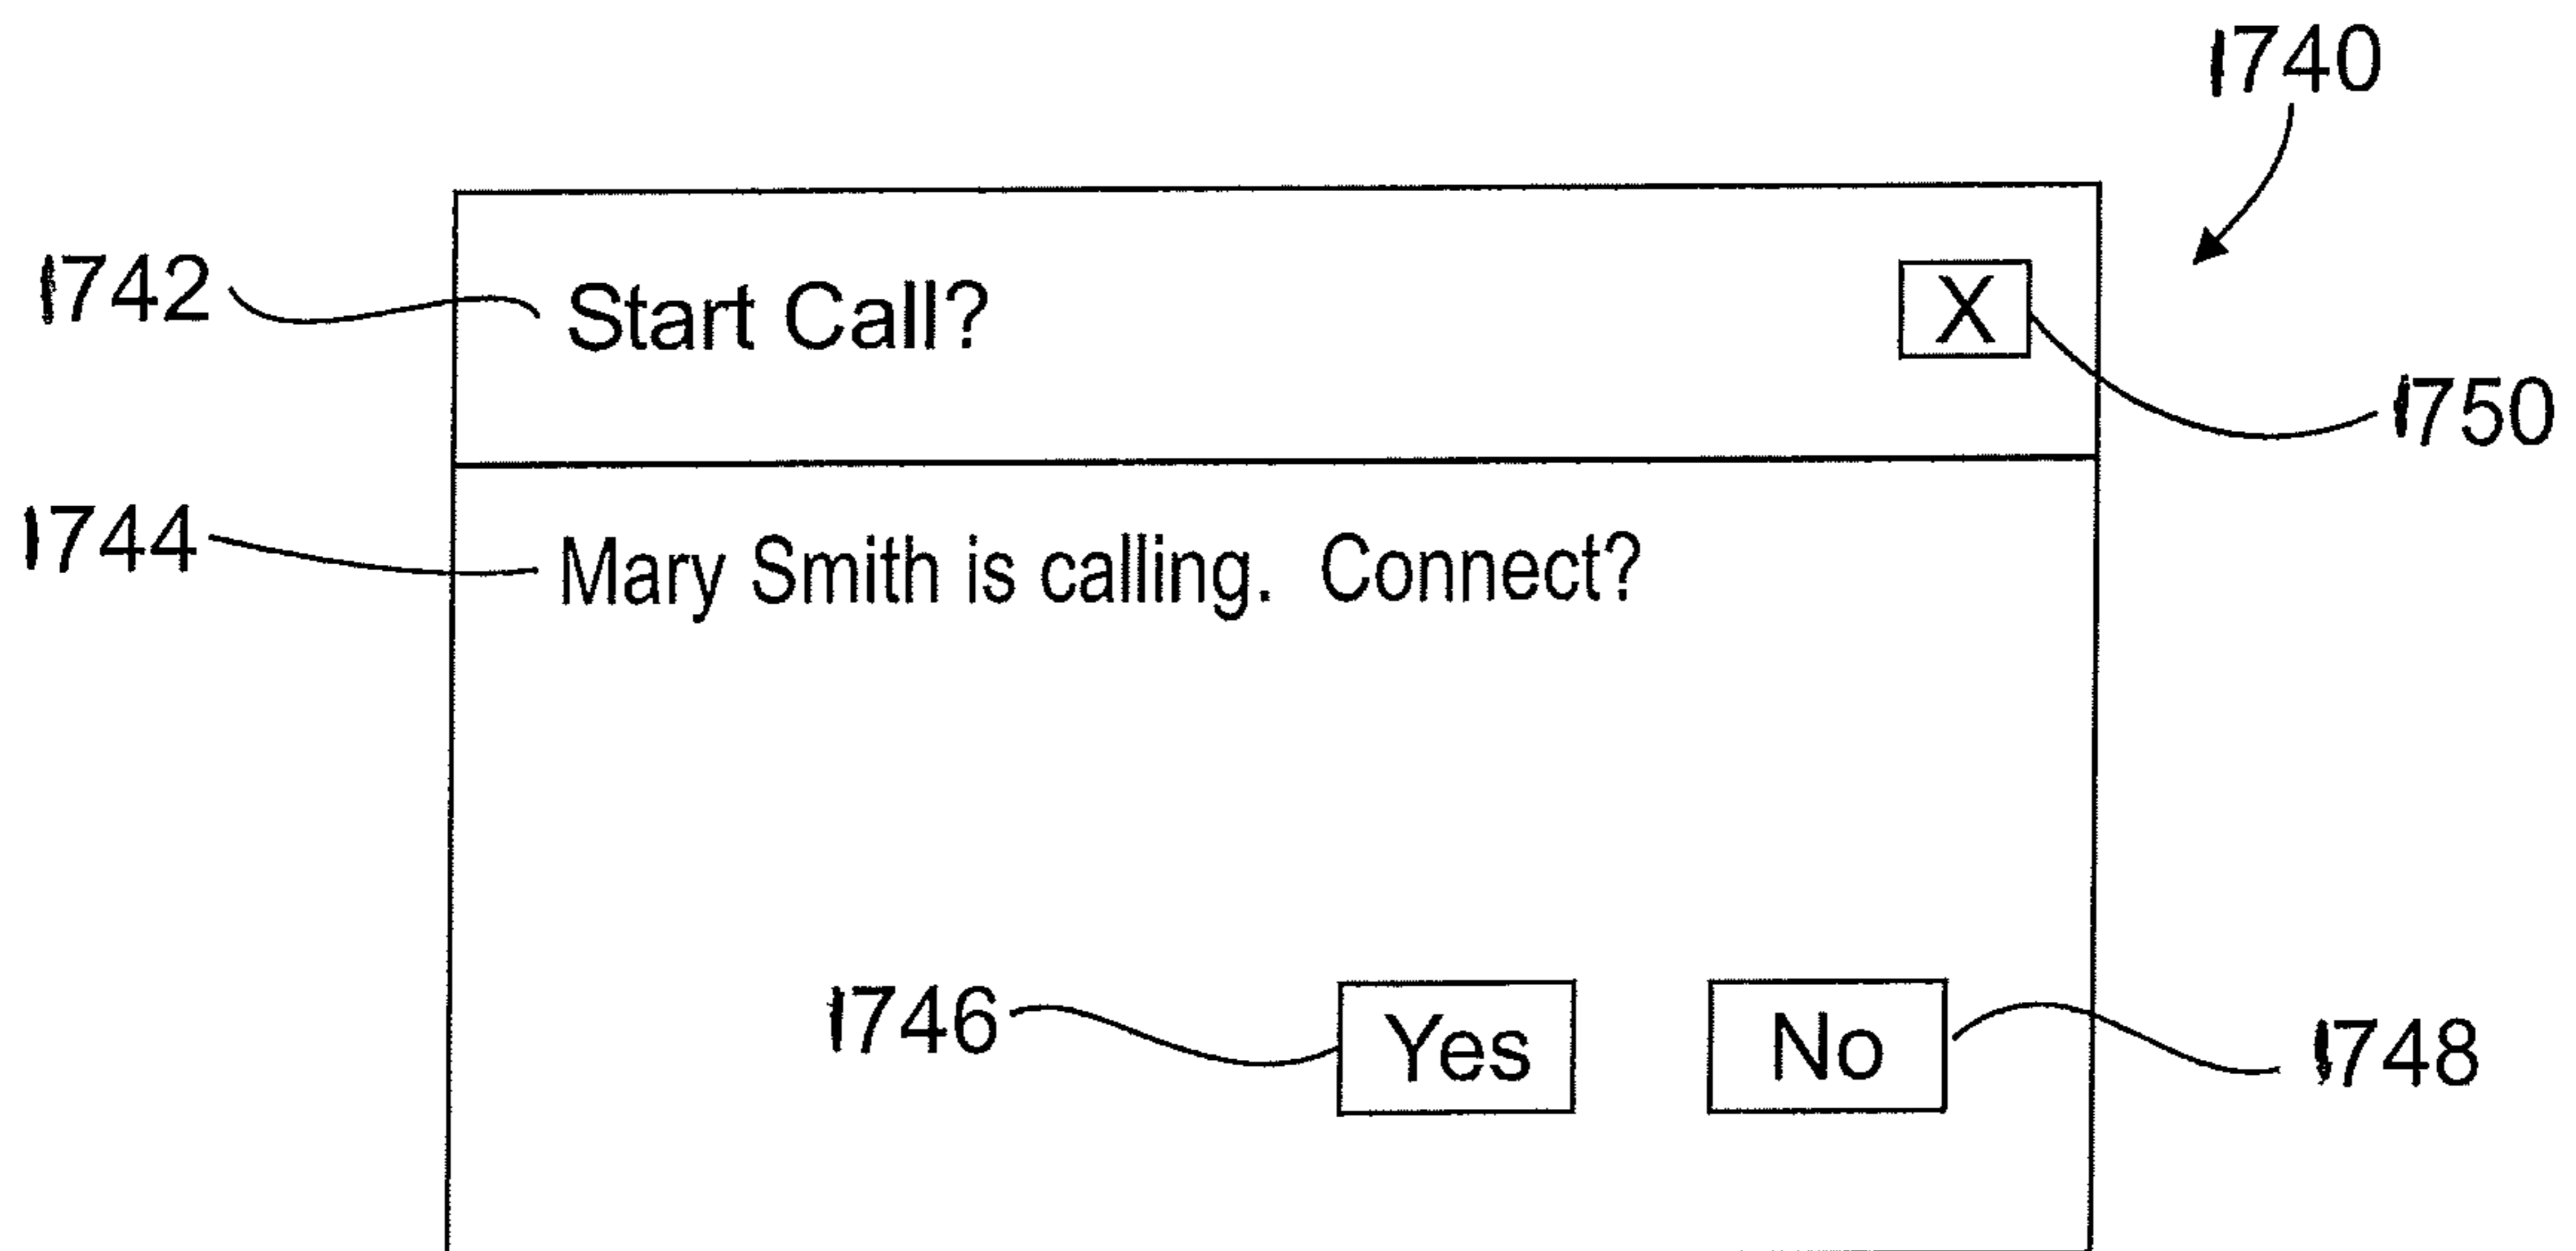 1740
1742 Start Call? X
1750
1744 Mary Smith is calling. Connect?
1746 Yes No 1748